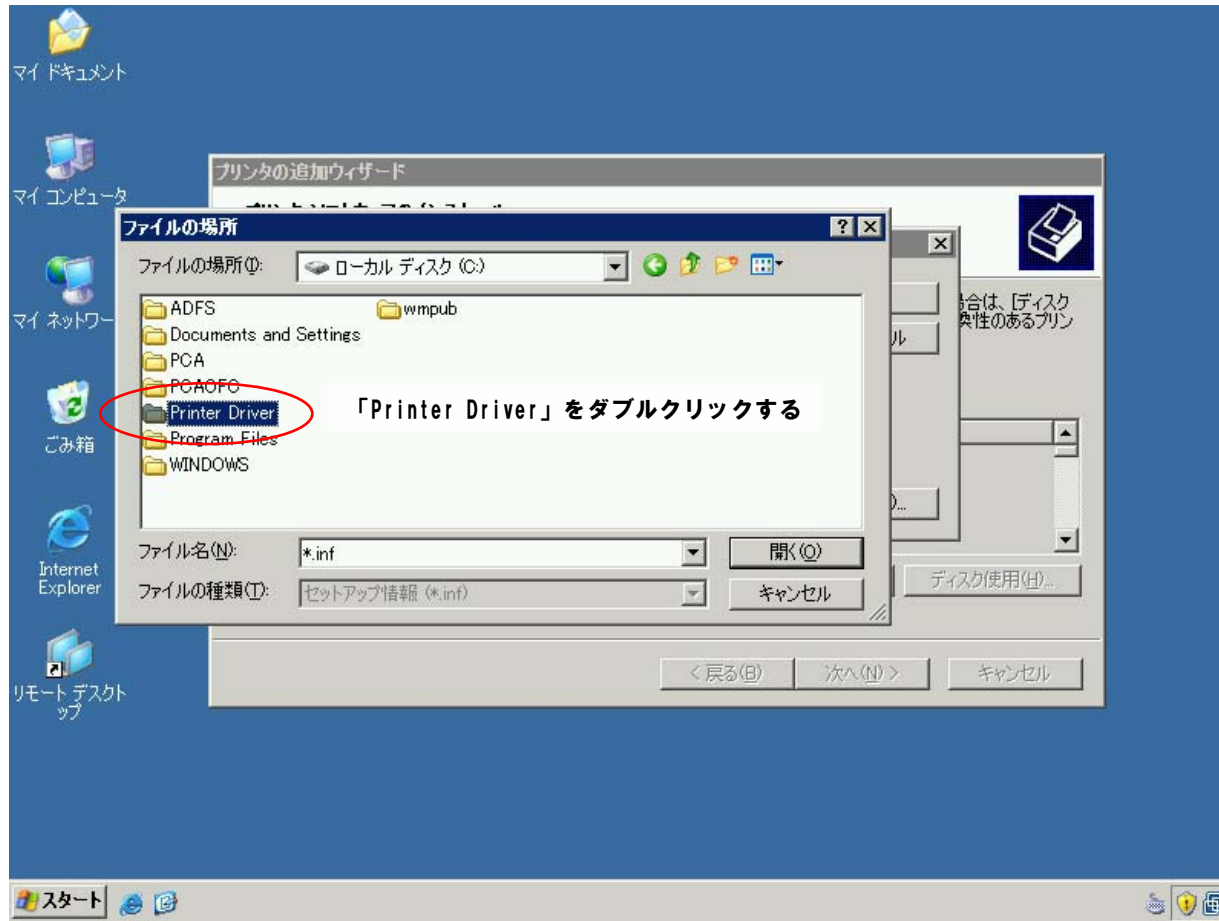 マイ ドキュメント
マイ コンピュータ
マイ ネットワー
ごみ箱
Internet
Explorer
リモート デスクト
ップ
プリンタの追加ウィザード
ファイルの場所
ファイルの場所(I):
ローカル ディスク (C:)
ADFS
Documents and Settings
PCA
PCAOFC
Printer Driver
Program Files
WINDOWS
wmpub
「Printer Driver」をダブルクリックする
ファイル名(N):
*.inf
開く(O)
ファイルの種類(T):
セットアップ情報 (*.inf)
キャンセル
合は、[ディスク
換性のあるプリン
ル
ディスク使用(H)...
< 戻る(B)
次へ(N) >
キャンセル
スタート